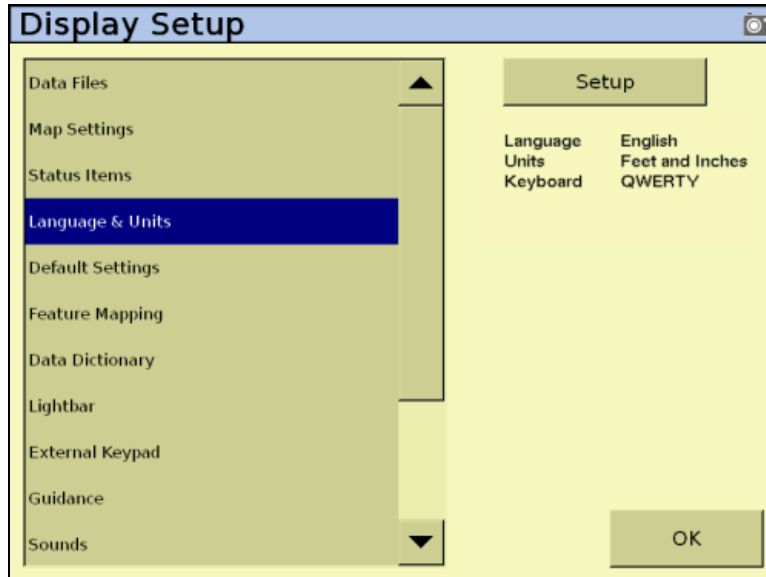 Display Setup
Data Files
Map Settings
Status Items
Language & Units
Default Settings
Feature Mapping
Data Dictionary
Lightbar
External Keypad
Guidance
Sounds
Setup
Language English
Units Feet and Inches
Keyboard QWERTY
OK